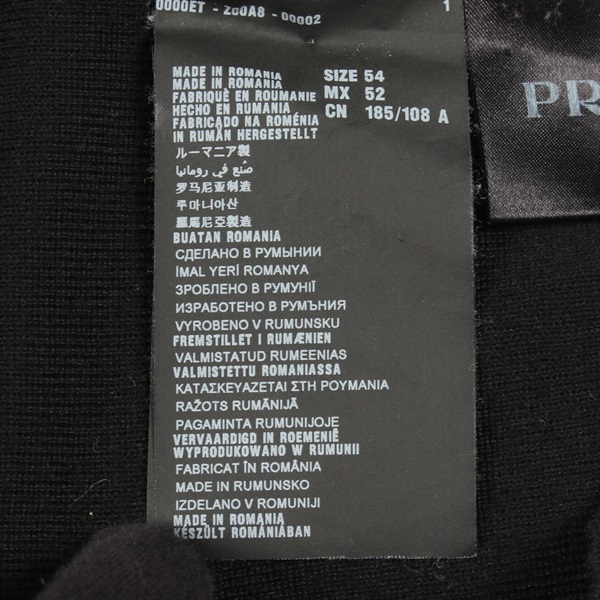 0000ET - Z00A8 - 00002 1
MADE IN ROMANIA
MADE IN ROMANIA
FABRIQUÉ EN ROUMANIE
HECHO EN RUMANIA
FABRICADO NA ROMÉNIA
IN RUMÄN HERGESTELLT
SIZE 54
MX 52
CN 185/108 A
ルーマニア製
صنع في رومانيا
罗马尼亚制造
루마니아산
羅馬尼亞製
BUATAN ROMANIA
СДЕЛАНО В РУМЫНИИ
İMAL YERİ ROMANYA
ЗРОБЛЕНО В РУМУНІЇ
ИЗРАБОТЕНО В РУМЪНИЯ
VYROBENO V RUMUNSKU
FREMSTILLET I RUMÆNIEN
VALMISTATUD RUMEENIAS
VALMISTETTU ROMANIASSA
ΚΑΤΑΣΚΕΥΑΖΕΤΑΙ ΣΤΗ ΡΟΥΜΑΝΙΑ
RAŽOTS RUMĀNIJĀ
PAGAMINTA RUMUNIJOJE
VERVAARDIGD IN ROEMENIË
WYPRODUKOWANO W RUMUNII
FABRICAT ÎN ROMÂNIA
MADE IN RUMUNSKO
IZDELANO V ROMUNIJI
MADE IN ROMANIA
KÉSZÜLT ROMÁNIÁBAN
PR